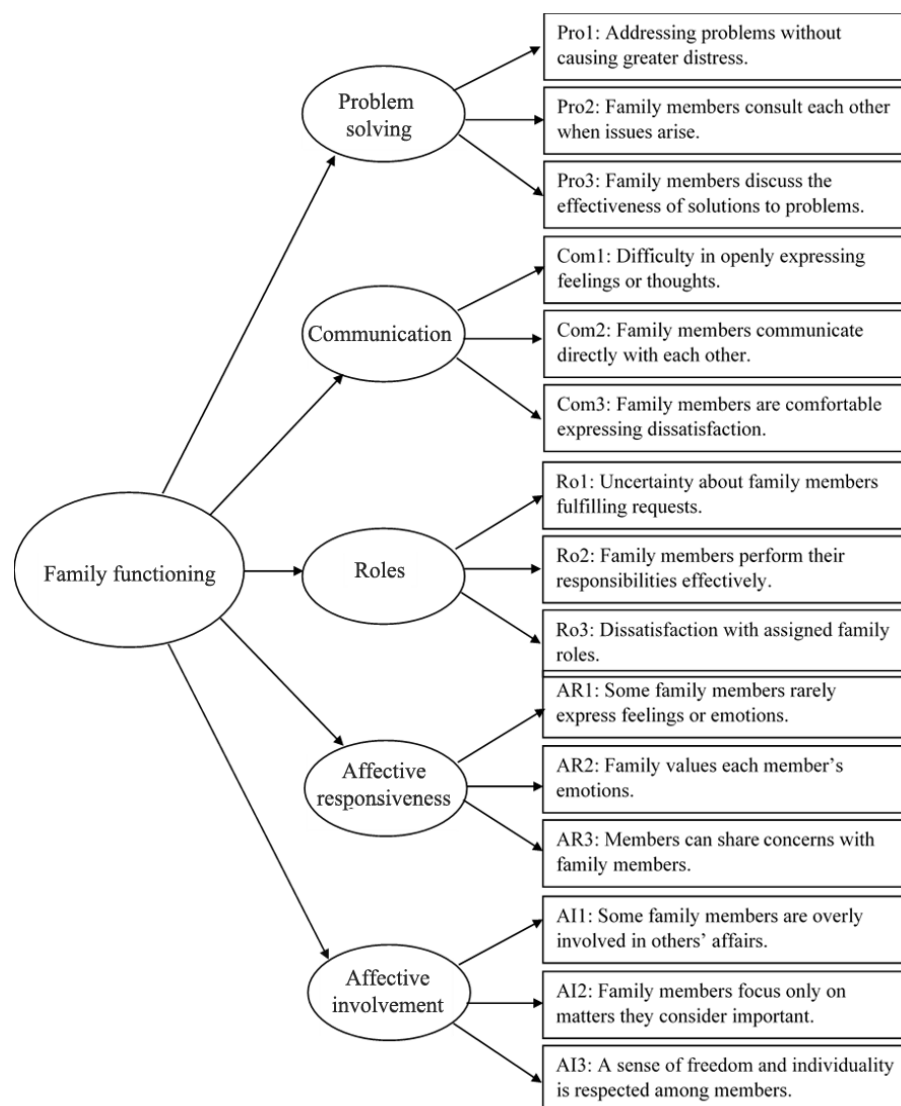 Family functioning
Problem
solving
Pro1: Addressing problems without
causing greater distress.
Pro2: Family members consult each other
when issues arise.
Pro3: Family members discuss the
effectiveness of solutions to problems.
Communication
Com1: Difficulty in openly expressing
feelings or thoughts.
Com2: Family members communicate
directly with each other.
Com3: Family members are comfortable
expressing dissatisfaction.
Roles
Ro1: Uncertainty about family members
fulfilling requests.
Ro2: Family members perform their
responsibilities effectively.
Ro3: Dissatisfaction with assigned family
roles.
Affective
responsiveness
AR1: Some family members rarely
express feelings or emotions.
AR2: Family values each member’s
emotions.
AR3: Members can share concerns with
family members.
Affective
involvement
AI1: Some family members are overly
involved in others’ affairs.
AI2: Family members focus only on
matters they consider important.
AI3: A sense of freedom and individuality
is respected among members.